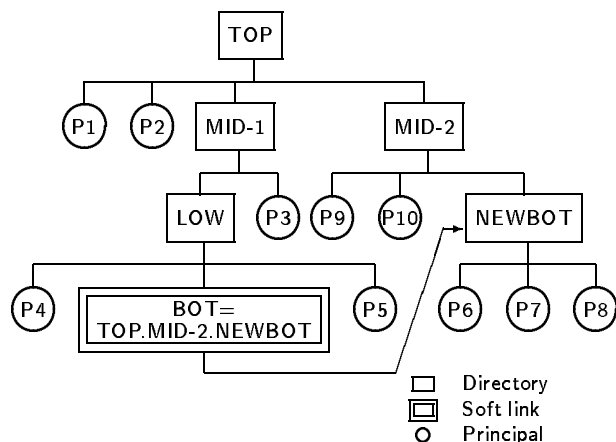 TOP
P1
P2
MID-1
MID-2
LOW
P3
P9
P10
NEWBOT
P4
BOT=
TOP.MID-2.NEWBOT
P5
P6
P7
P8
Directory
Soft link
Principal